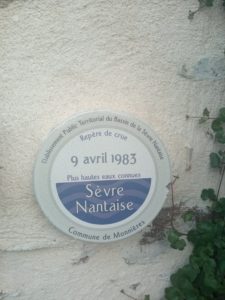 Etablissement Public Territorial du Bassin de la Sèvre Nantaise
Repère de crue
9 avril 1983
Plus hautes eaux connues
Sèvre
Nantaise
Commune de Monnières